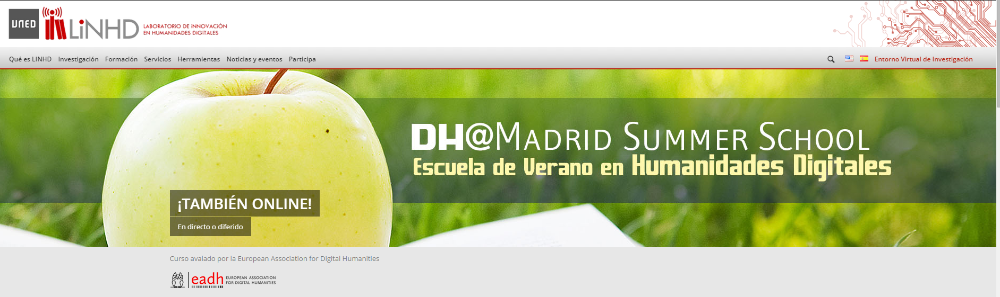 UNED
LiNHD
LABORATORIO DE iNNOVACIÓN
EN HUMANIDADES DIGITALES
Qué es LINHD Investigación Formación Servicios Herramientas Noticias y eventos Participa
Entorno Virtual de Investigación
DH@MADRID SUMMER SCHOOL
Escuela de Verano en Humanidades Digitales
¡TAMBIÉN ONLINE!
En directo o diferido
Curso avalado por la European Association for Digital Humanities
eadh
EUROPEAN ASSOCIATION
FOR DIGITAL HUMANITIES